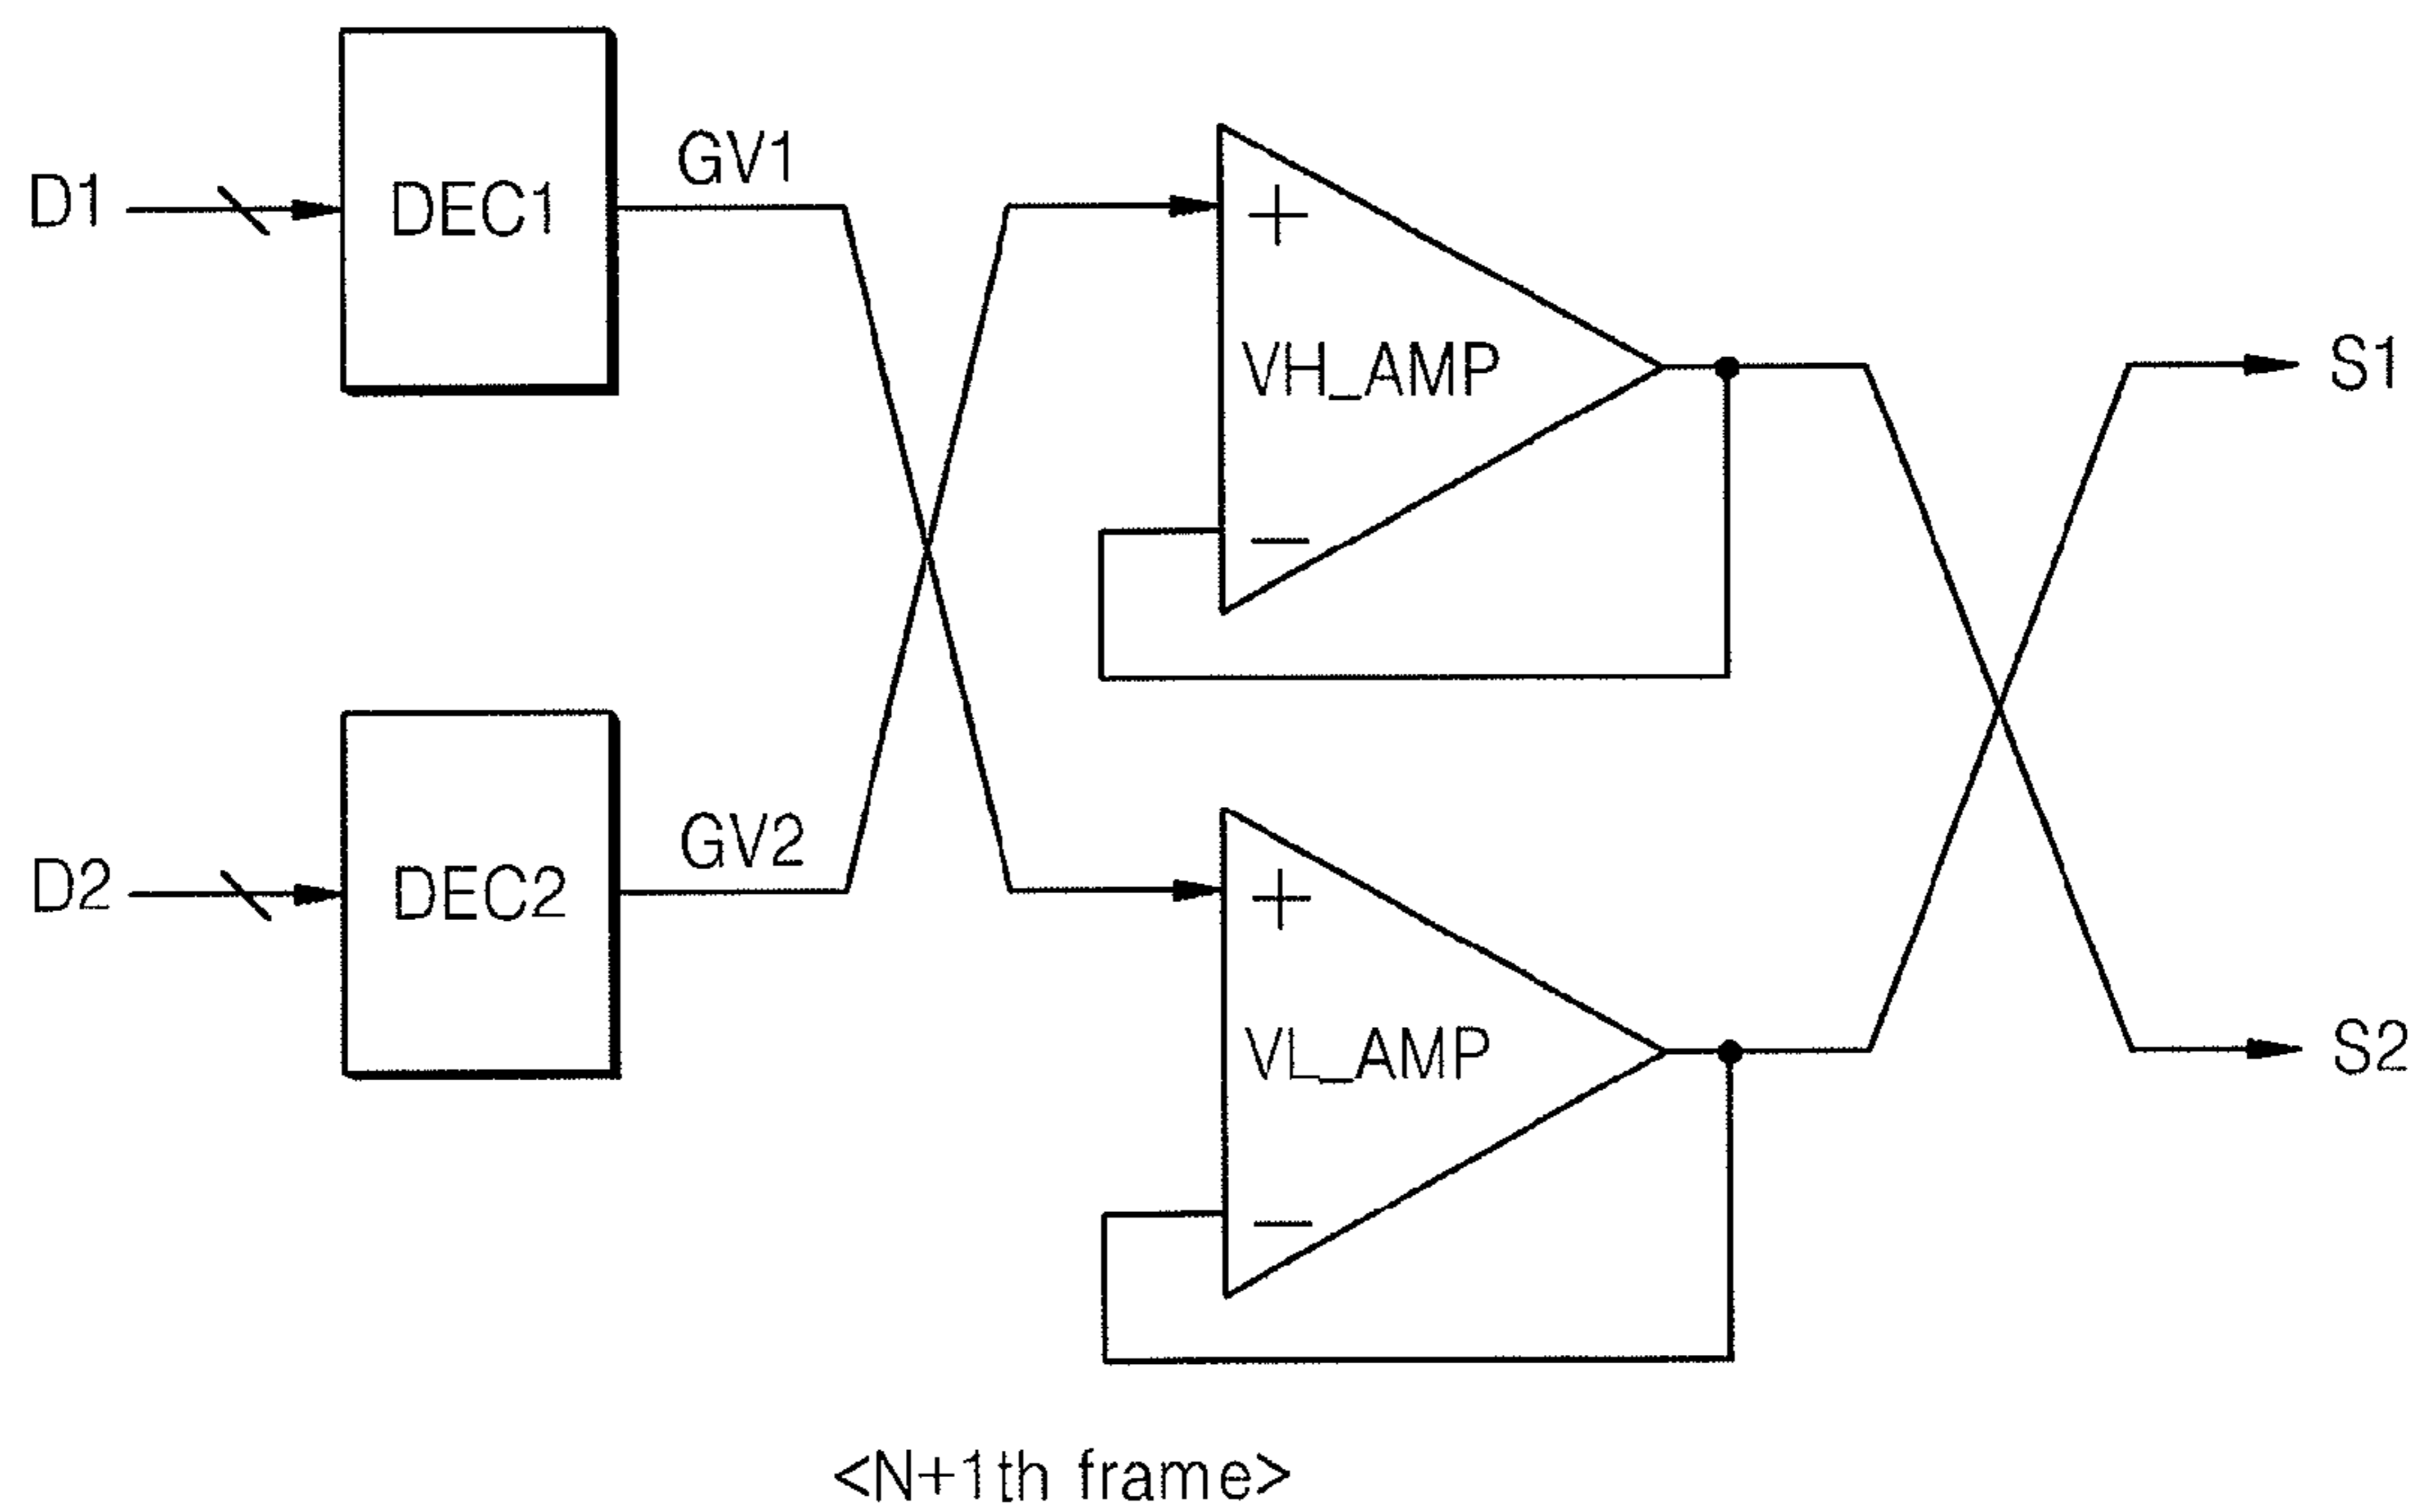 D1
DEC1
GV1
+
VH_AMP
−
S1
D2
DEC2
GV2
+
VL_AMP
−
S2
<N+1th frame>